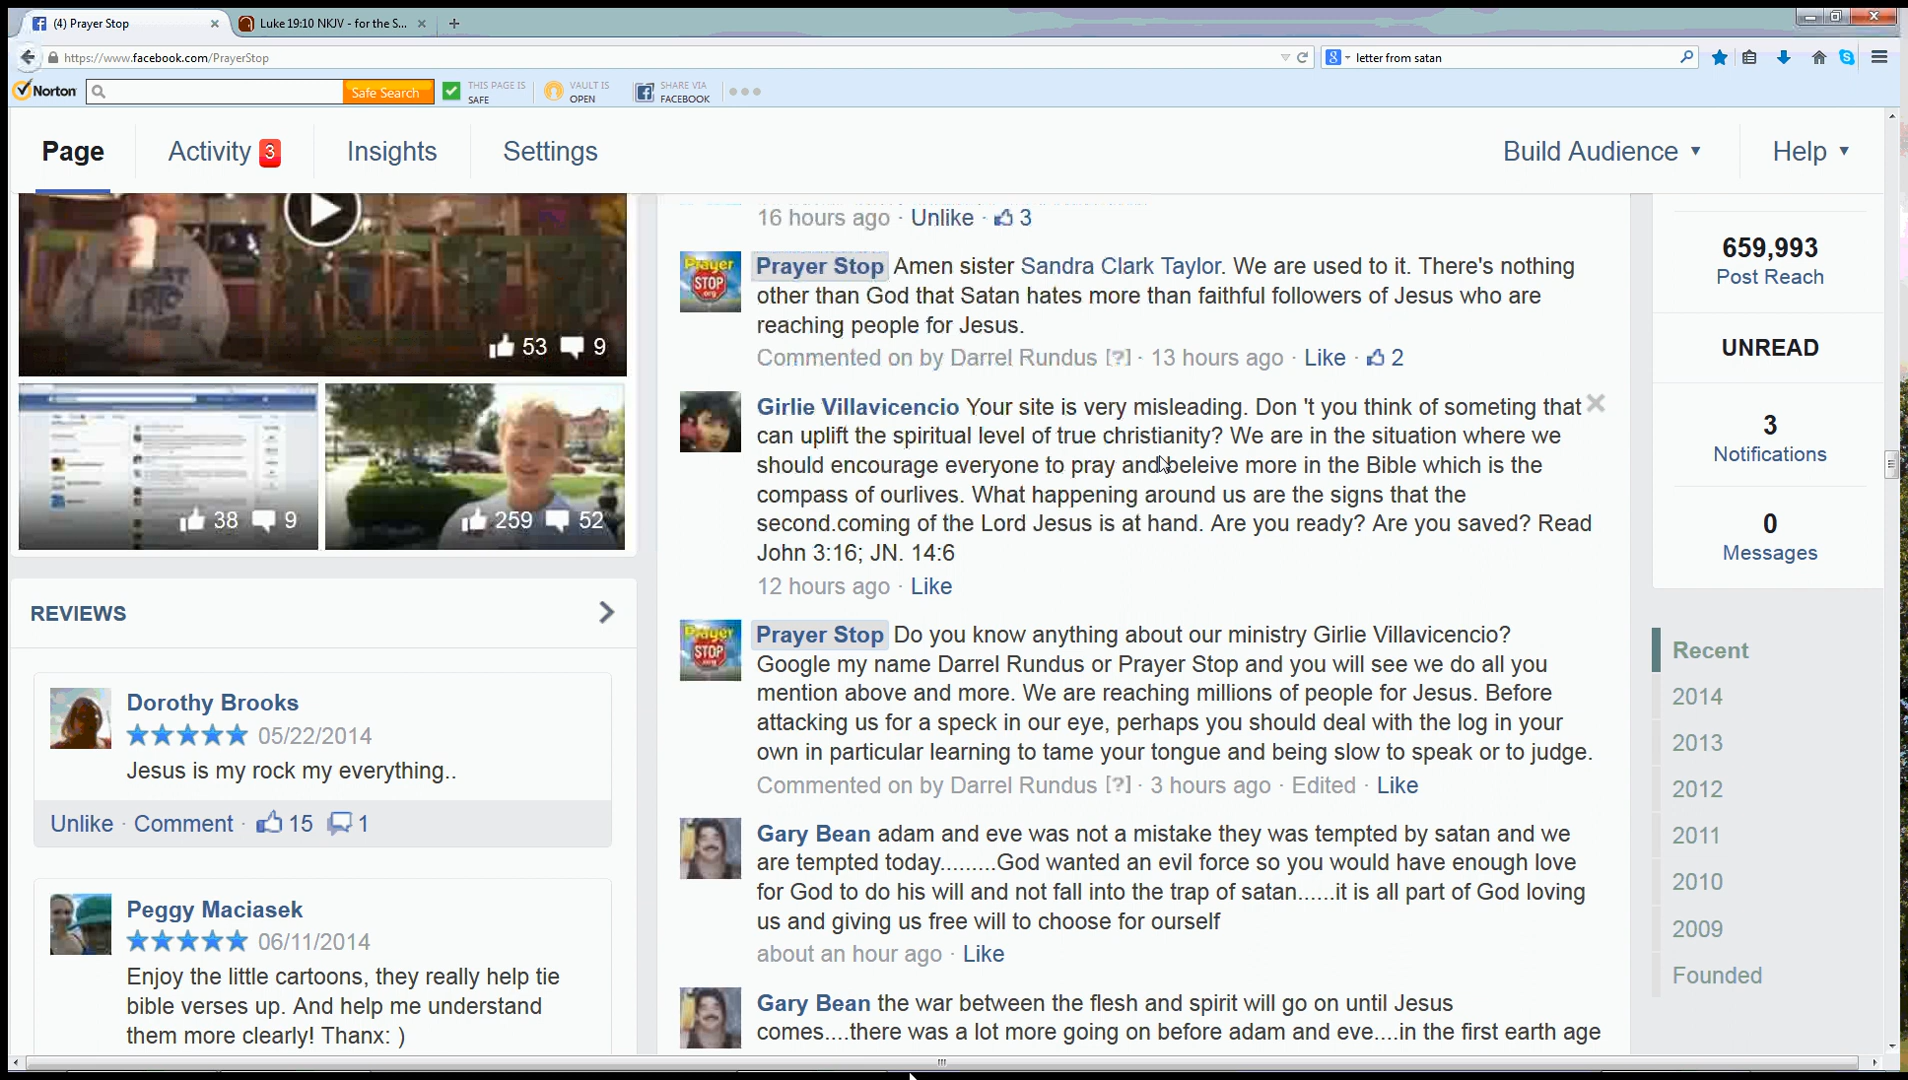 (4) Prayer Stop
Luke 19:10 NKJV - for the S...
https://www.facebook.com/PrayerStop
letter from satan
Norton
Safe Search
THIS PAGE IS
SAFE
VAULT IS
OPEN
SHARE VIA
FACEBOOK
Page
Activity 3
Insights
Settings
Build Audience
Help
53 9
38 9
259 52
REVIEWS
Dorothy Brooks
05/22/2014
Jesus is my rock my everything..
Unlike · Comment · 15 1
Peggy Maciasek
06/11/2014
Enjoy the little cartoons, they really help tie
bible verses up. And help me understand
them more clearly! Thanx: )
16 hours ago · Unlike · 3
Prayer
STOP
.org
Prayer Stop Amen sister Sandra Clark Taylor. We are used to it. There's nothing
other than God that Satan hates more than faithful followers of Jesus who are
reaching people for Jesus.
Commented on by Darrel Rundus [?] · 13 hours ago · Like · 2
Girlie Villavicencio Your site is very misleading. Don 't you think of someting that
can uplift the spiritual level of true christianity? We are in the situation where we
should encourage everyone to pray and beleive more in the Bible which is the
compass of ourlives. What happening around us are the signs that the
second.coming of the Lord Jesus is at hand. Are you ready? Are you saved? Read
John 3:16; JN. 14:6
12 hours ago · Like
Prayer
STOP
.org
Prayer Stop Do you know anything about our ministry Girlie Villavicencio?
Google my name Darrel Rundus or Prayer Stop and you will see we do all you
mention above and more. We are reaching millions of people for Jesus. Before
attacking us for a speck in our eye, perhaps you should deal with the log in your
own in particular learning to tame your tongue and being slow to speak or to judge.
Commented on by Darrel Rundus [?] · 3 hours ago · Edited · Like
Gary Bean adam and eve was not a mistake they was tempted by satan and we
are tempted today.........God wanted an evil force so you would have enough love
for God to do his will and not fall into the trap of satan......it is all part of God loving
us and giving us free will to choose for ourself
about an hour ago · Like
Gary Bean the war between the flesh and spirit will go on until Jesus
comes....there was a lot more going on before adam and eve....in the first earth age
659,993
Post Reach
UNREAD
3
Notifications
0
Messages
Recent
2014
2013
2012
2011
2010
2009
Founded